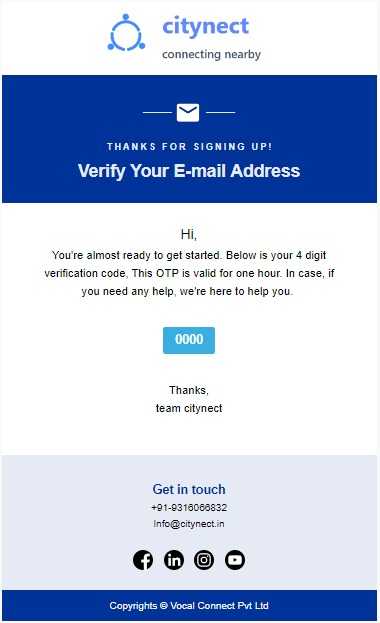 citynect
connecting nearby
THANKS FOR SIGNING UP!
Verify Your E-mail Address
Hi,
You're almost ready to get started. Below is your 4 digit
verification code, This OTP is valid for one hour. In case, if
you need any help, we're here to help you.
0000
Thanks,
team citynect
Get in touch
+91-9316066832
Info@citynect.in
Copyrights © Vocal Connect Pvt Ltd